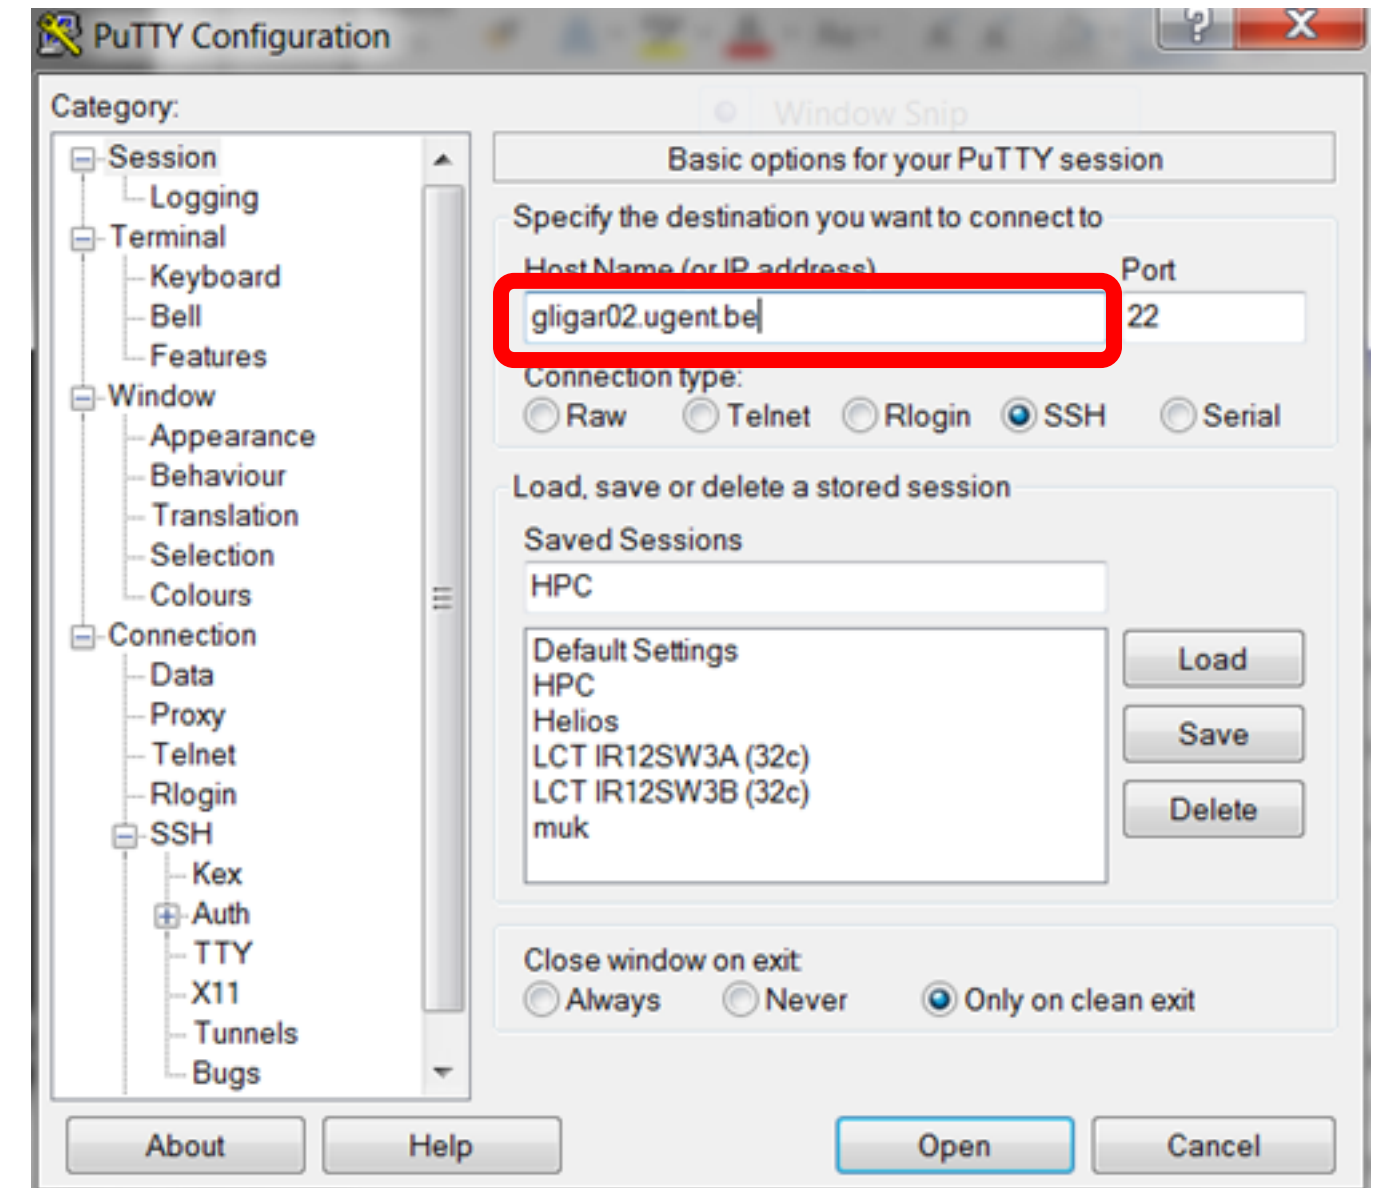 PuTTY Configuration
Category:
Session
Logging
Terminal
Keyboard
Bell
Features
Window
Appearance
Behaviour
Translation
Selection
Colours
Connection
Data
Proxy
Telnet
Rlogin
SSH
Kex
Auth
TTY
X11
Tunnels
Bugs
Window Snip
Basic options for your PuTTY session
Specify the destination you want to connect to
Host Name (or IP address) Port
gligar02.ugent.be 22
Connection type:
Raw Telnet Rlogin SSH Serial
Load, save or delete a stored session
Saved Sessions
HPC
Default Settings
HPC
Helios
LCT IR12SW3A (32c)
LCT IR12SW3B (32c)
muk
Load
Save
Delete
Close window on exit:
Always Never Only on clean exit
About Help Open Cancel